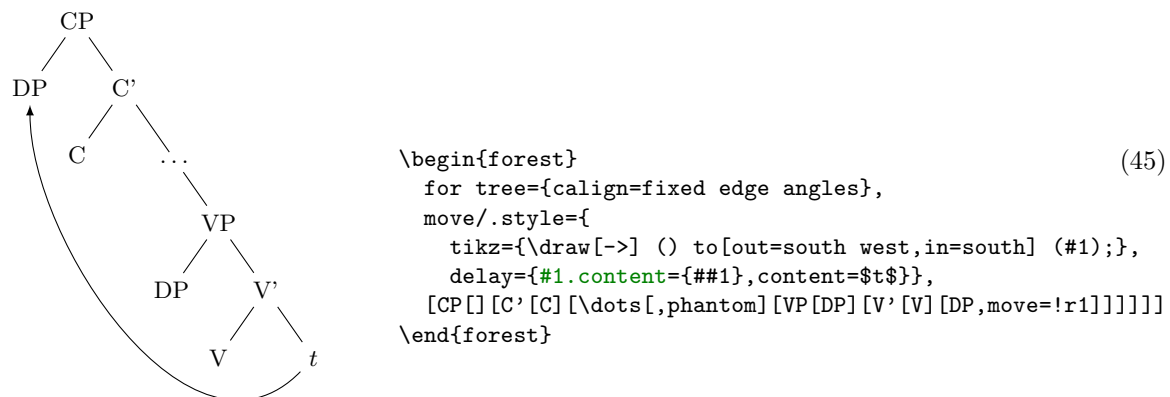 CP
DP C’
C
. . .
VP
DP V’
V t
\begin{forest}
for tree={calign=fixed edge angles},
move/.style={
tikz={\draw[->] () to[out=south west,in=south] (#1);},
delay={#1.content={##1},content=$t$}},
[CP[][C’[C][\dots[,phantom][VP[DP][V’[V][DP,move=!r1]]]]]]
\end{forest}
(45)